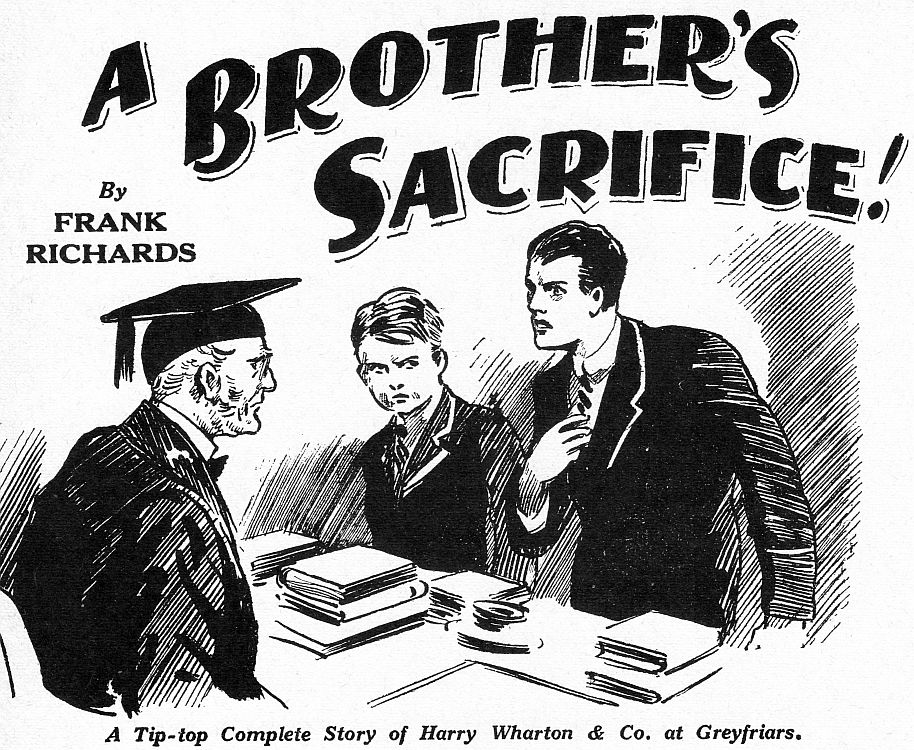 A BROTHER'S
SACRIFICE!
By
FRANK
RICHARDS
A Tip-top Complete Story of Harry Wharton & Co. at Greyfriars.